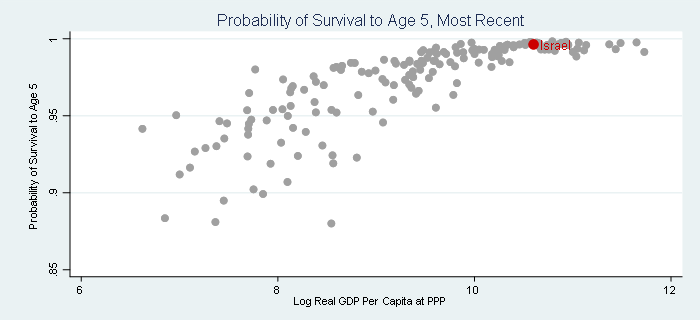 Probability of Survival to Age 5, Most Recent
Probability of Survival to Age 5
1
.95
.9
.85
Israel
6
8
10
12
Log Real GDP Per Capita at PPP